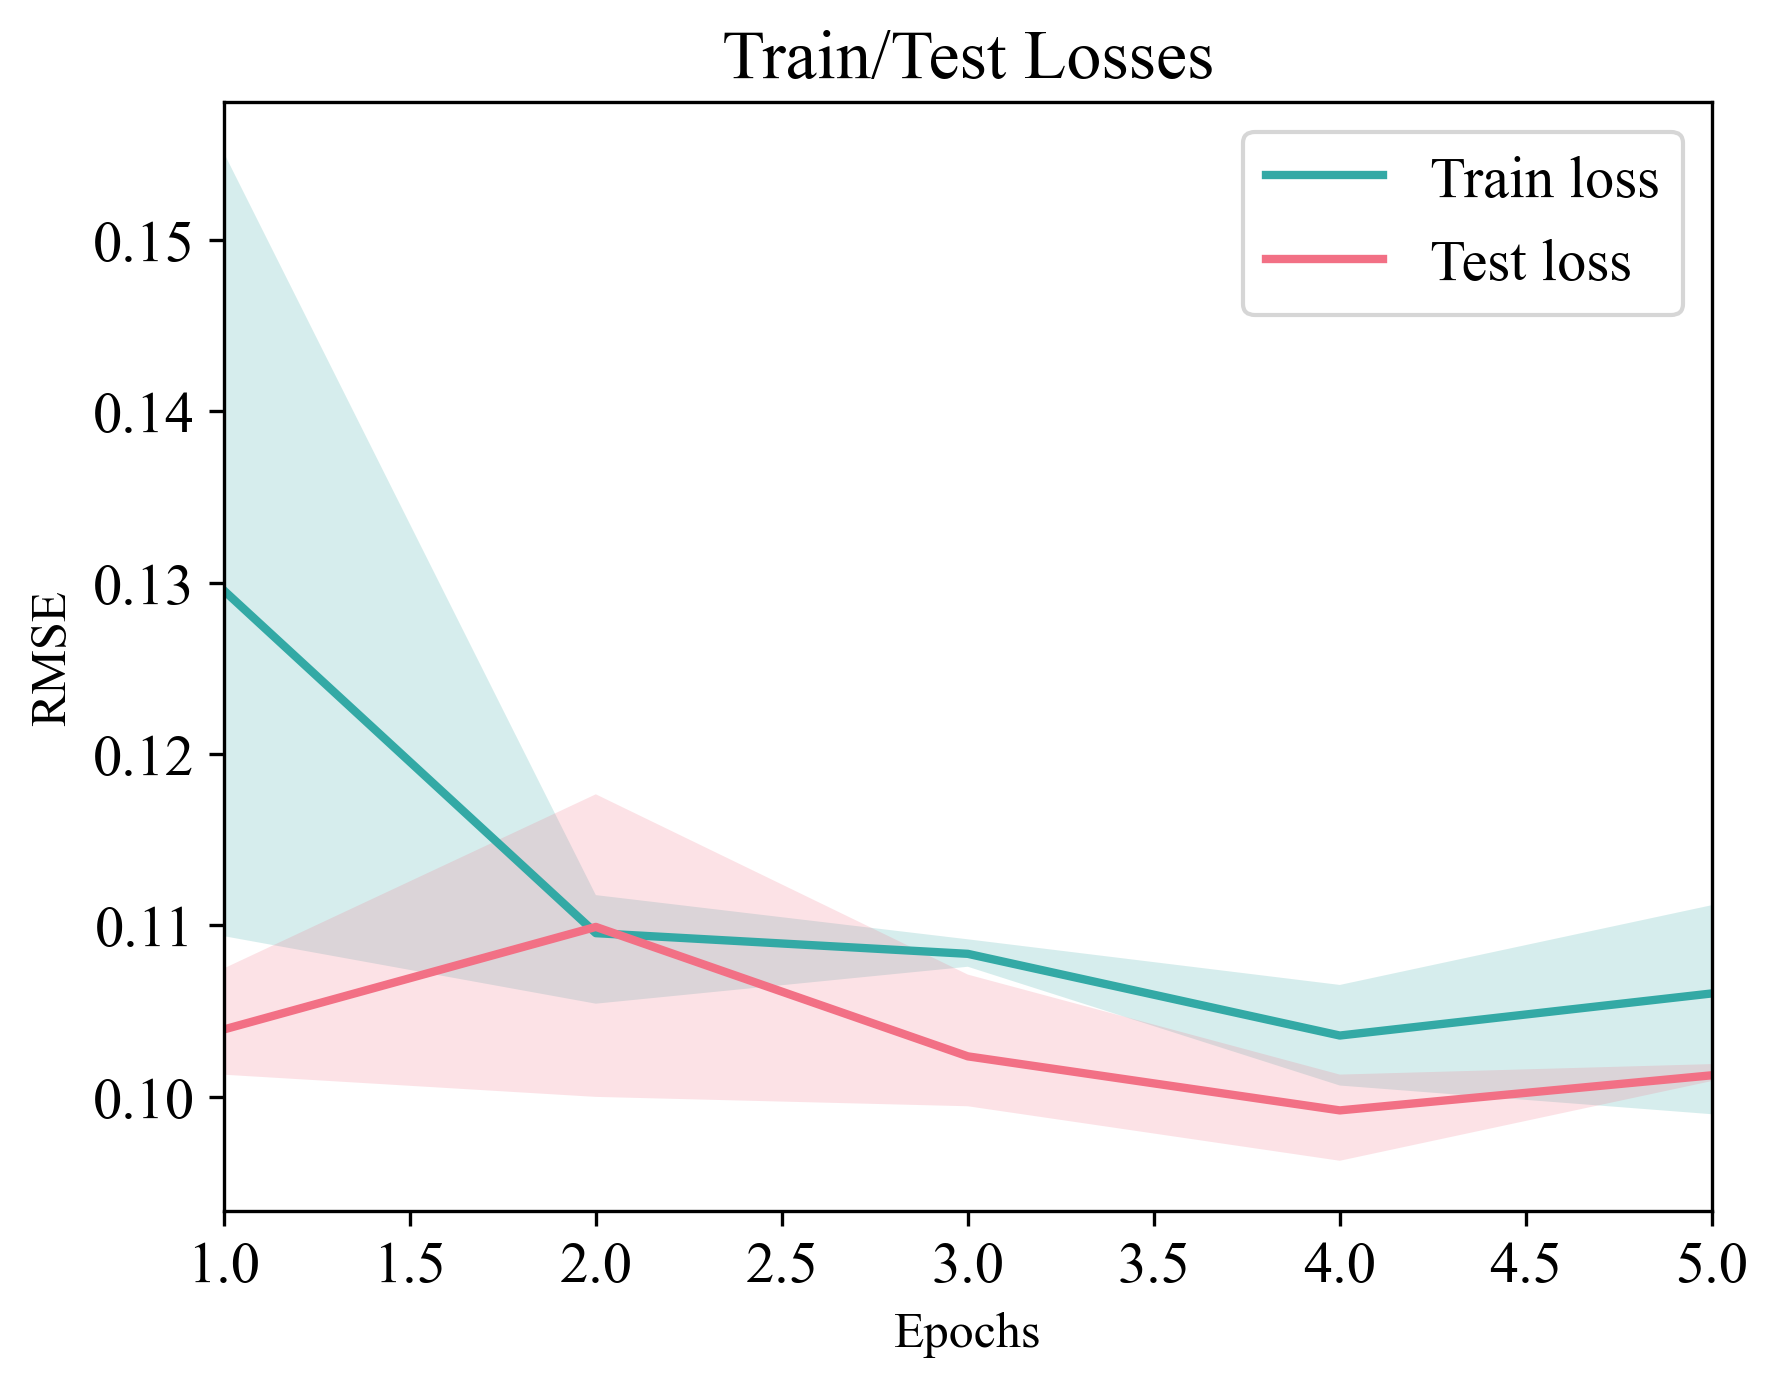 Train/Test Losses
Train loss
Test loss
0.15
0.14
0.13
0.12
0.11
0.10
RMSE
1.0 1.5 2.0 2.5 3.0 3.5 4.0 4.5 5.0
Epochs